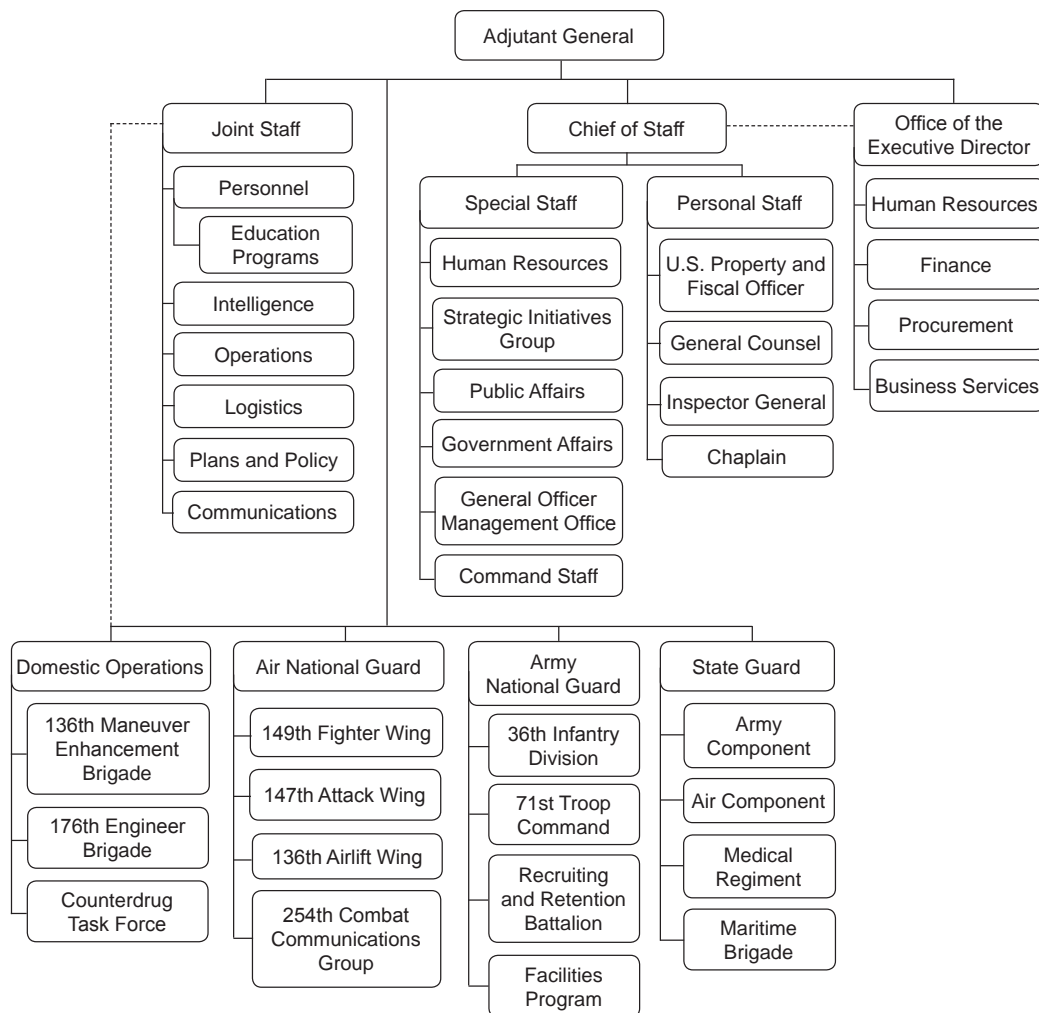 Adjutant General
Joint Staff
Chief of Staff
Office of the
Executive Director
Personnel
Education
Programs
Intelligence
Operations
Logistics
Plans and Policy
Communications
Special Staff
Human Resources
Strategic Initiatives
Group
Public Affairs
Government Affairs
General Officer
Management Office
Command Staff
Personal Staff
U.S. Property and
Fiscal Officer
General Counsel
Inspector General
Chaplain
Human Resources
Finance
Procurement
Business Services
Domestic Operations
136th Maneuver
Enhancement
Brigade
176th Engineer
Brigade
Counterdrug
Task Force
Air National Guard
149th Fighter Wing
147th Attack Wing
136th Airlift Wing
254th Combat
Communications
Group
Army
National Guard
36th Infantry
Division
71st Troop
Command
Recruiting
and Retention
Battalion
Facilities
Program
State Guard
Army
Component
Air Component
Medical
Regiment
Maritime
Brigade